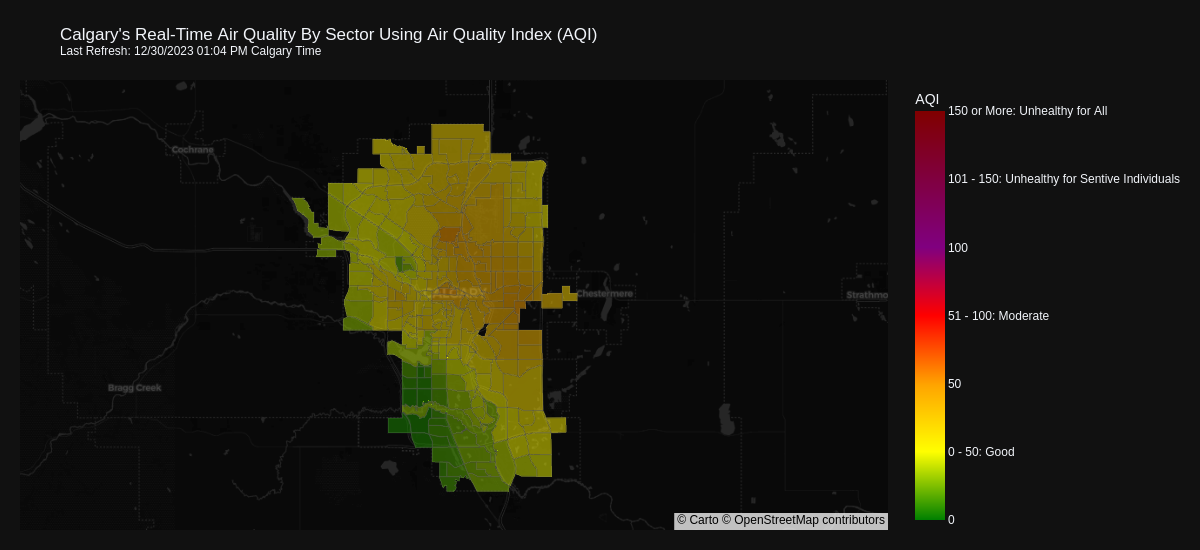 Calgary's Real-Time Air Quality By Sector Using Air Quality Index (AQI)
Last Refresh: 12/30/2023 01:04 PM Calgary Time
AQI
150 or More: Unhealthy for All
Cochrane
101 - 150: Unhealthy for Sentive Individuals
100
CALGARY
Chestermere
Strathmo
51 - 100: Moderate
Bragg Creek
50
0 - 50: Good
© Carto © OpenStreetMap contributors
0